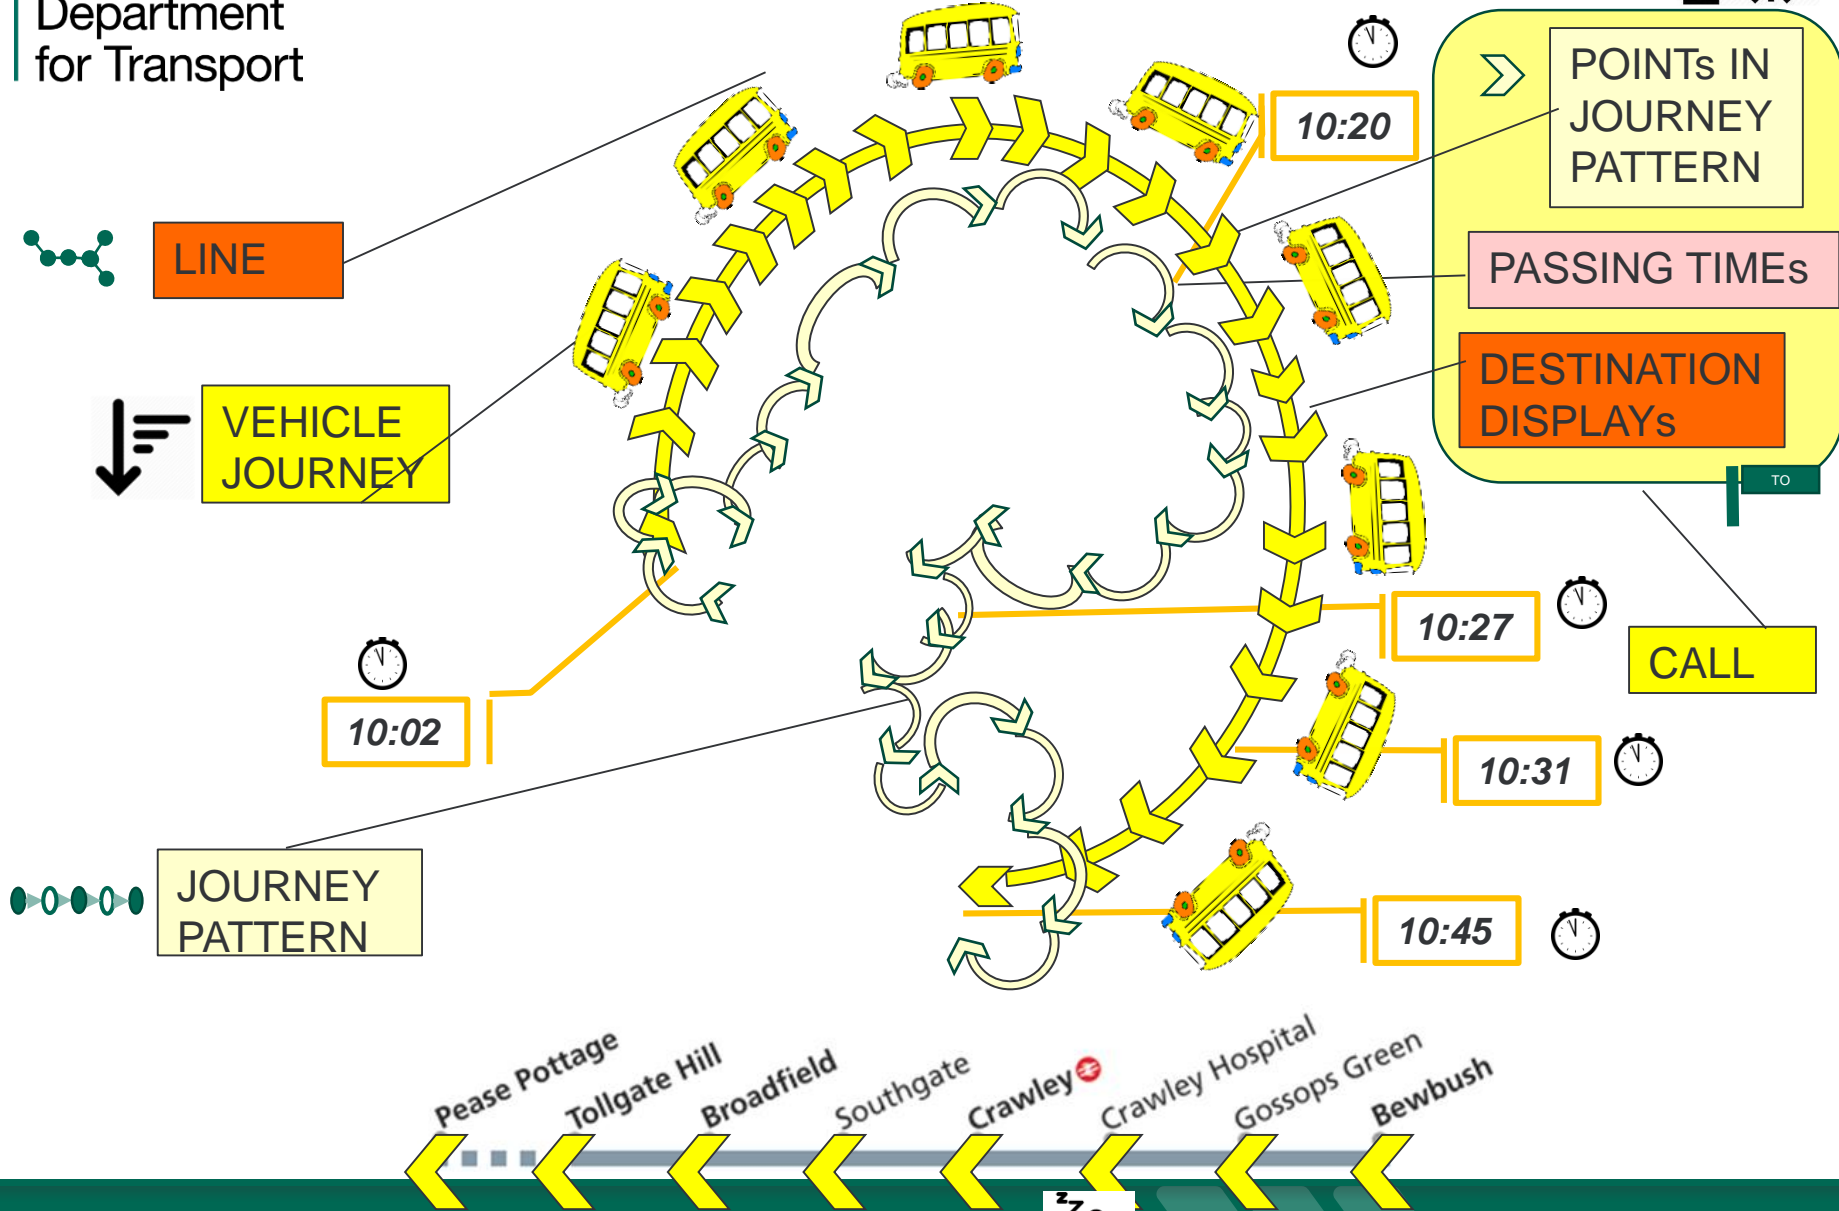 Department
for Transport
10:20
POINTs IN
JOURNEY
PATTERN
LINE
PASSING TIMEs
DESTINATION
DISPLAYs
VEHICLE
JOURNEY
TO
10:27
CALL
10:02
10:31
JOURNEY
PATTERN
10:45
Pease Pottage
Tollgate Hill
Broadfield
Southgate
Crawley
Crawley Hospital
Gossops Green
Bewbush